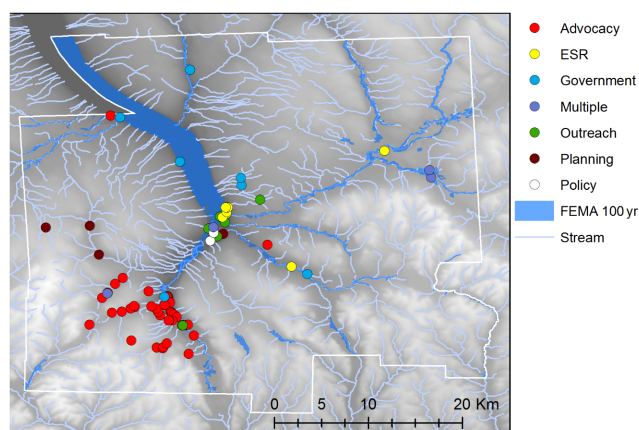 Advocacy
ESR
Government
Multiple
Outreach
Planning
Policy
FEMA 100 yr
Stream
0 5 10 20 Km